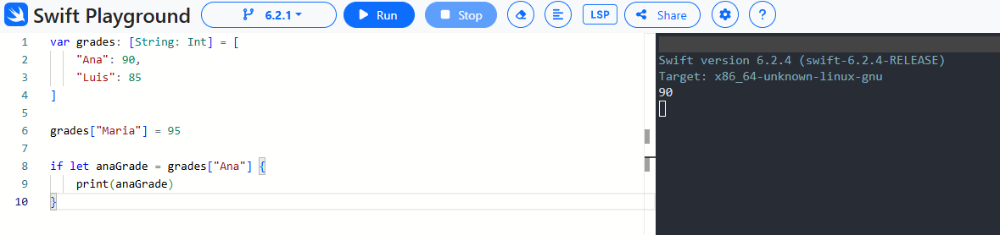 Swift Playground 6.2.1 Run Stop LSP Share ?
1 var grades: [String: Int] = [
2     "Ana": 90,
3     "Luis": 85
4 ]
5
6 grades["Maria"] = 95
7
8 if let anaGrade = grades["Ana"] {
9     print(anaGrade)
10 }
Swift version 6.2.4 (swift-6.2.4-RELEASE)
Target: x86_64-unknown-linux-gnu
90